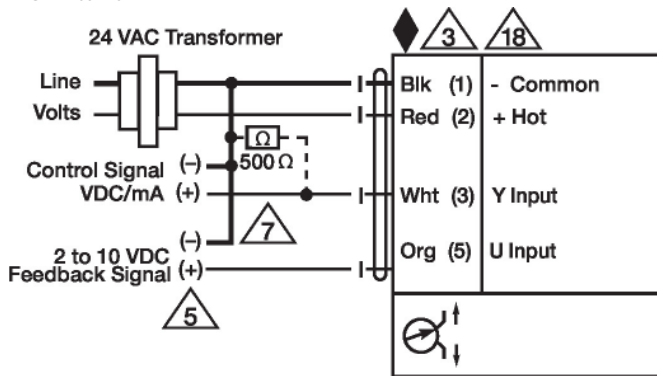 24 VAC Transformer
3 18
Line
Volts
Blk (1) - Common
Red (2) + Hot
Ω
500 Ω
Control Signal (–)
VDC/mA (+)
Wht (3) Y Input
7
(–)
2 to 10 VDC
Feedback Signal (+)
Org (5) U Input
5